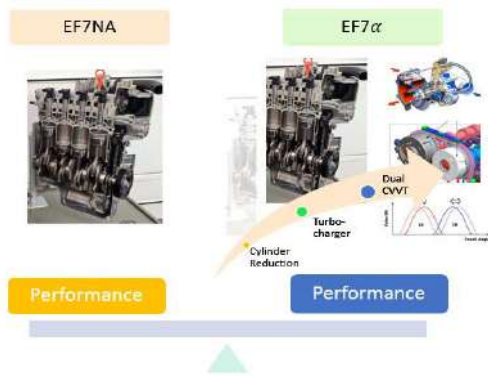 EF7NA
EF7α
Dual
CVVT
Turbo-
charger
Cylinder
Reduction
Performance
Performance